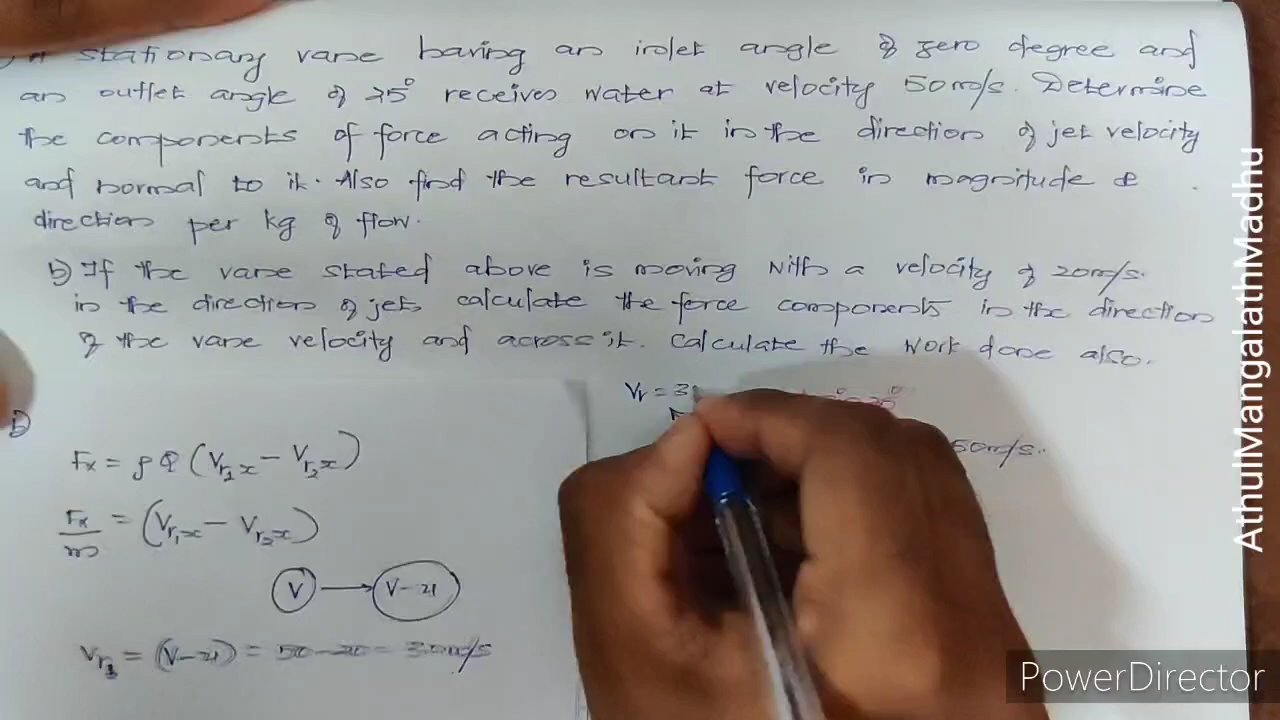 stationary vane having an inlet angle of zero degree and
an outlet angle of 25° receives water at velocity 50m/s. Determine
the components of force acting on it in the direction of jet velocity
and normal to it. Also find the resultant force in magnitude &
direction per kg of flow.
b) If the vane stated above is moving with a velocity of 20m/s.
in the direction of jet, calculate the force components in the direction
of the vane velocity and across it. Calculate the work done also.
Vr = 3
b)
50m/s.
Fx = ρQ (Vr1x - Vr2x)
Fx/m = (Vr1x - Vr2x)
V → V-u
Vr1 = (V-u) = 50-20 = 30m/s
AthulMangalathMadhu
PowerDirector